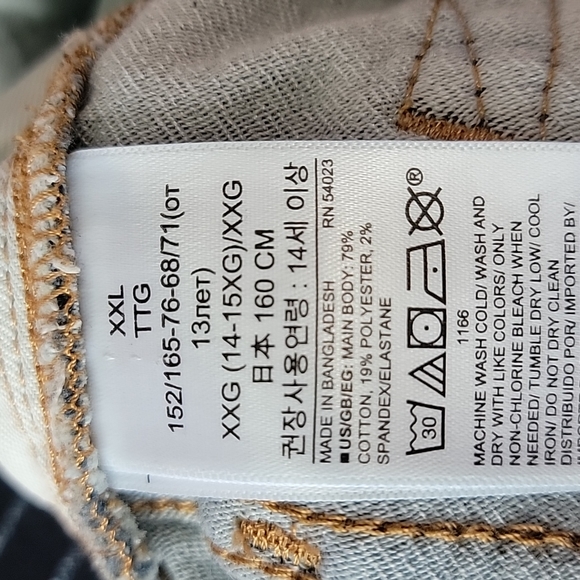 XXL
TTG
152/165-76-68/71(от
13лет)
XXG (14-15XG)/XXG
日本 160 CM
권장사용연령 : 14세 이상
MADE IN BANGLADESH RN 54023
■ US/GB/EG: MAIN BODY: 79%
COTTON, 19% POLYESTER, 2%
SPANDEX/ELASTANE
30 ®
1166
MACHINE WASH COLD/ WASH AND
DRY WITH LIKE COLORS/ ONLY
NON-CHLORINE BLEACH WHEN
NEEDED/ TUMBLE DRY LOW/ COOL
IRON/ DO NOT DRY CLEAN
DISTRIBUIDO POR/ IMPORTED BY/